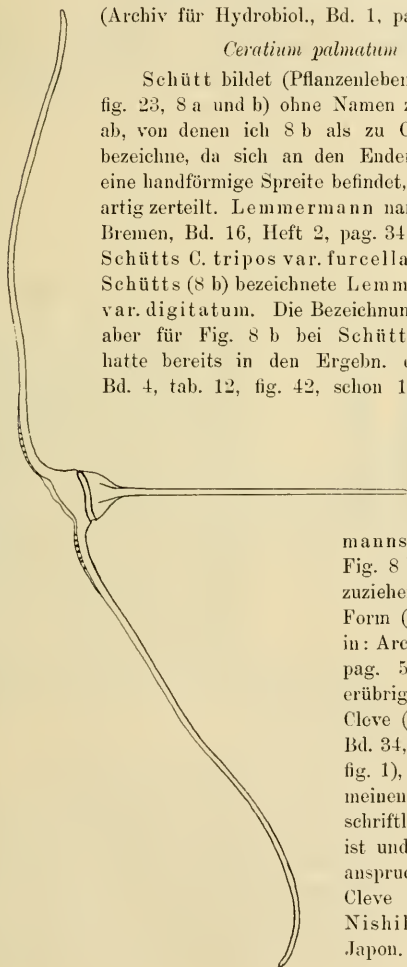 (Archiv für Hydrobiol., Bd. 1, pa
Ceratium palmatum
Schütt bildet (Pflanzenleben
fig. 23, 8 a und b) ohne Namen z
ab, von denen ich 8 b als zu C
bezeichne, da sich an den Ende
eine handförmige Spreite befindet,
artig zerteilt. Lemmermann na
Bremen, Bd. 16, Heft 2, pag. 34
Schütts C. tripos var. furcella
Schütts (8 b) bezeichnete Lemm
var. digitatum. Die Bezeichnun
aber für Fig. 8 b bei Schütt
hatte bereits in den Ergebn. 
Bd. 4, tab. 12, fig. 42, schon 1
manns
Fig. 8
zuziehe
Form (
in: Arc
pag. 5
erübrig
Cleve (
Bd. 34,
fig. 1),
meinen
schriftl
ist und
anspruc
Cleve
Nishik
Japon.